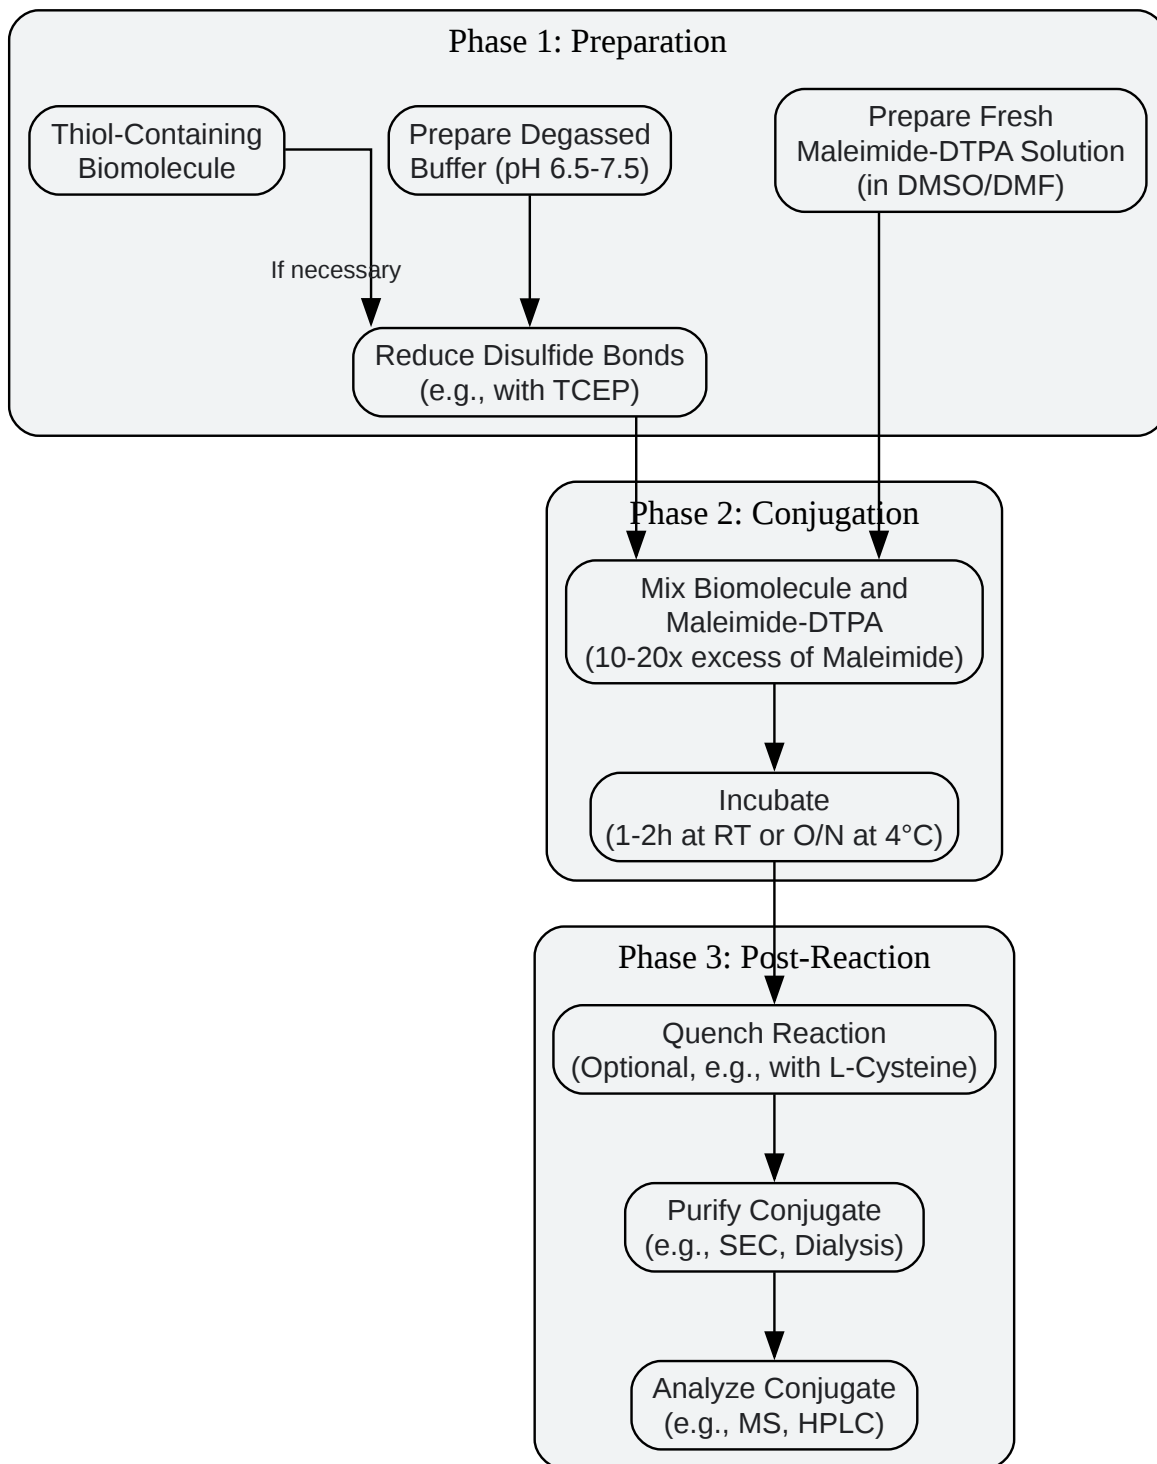 Phase 1: Preparation
Thiol-Containing
Biomolecule
Prepare Degassed
Buffer (pH 6.5-7.5)
Prepare Fresh
Maleimide-DTPA Solution
(in DMSO/DMF)
If necessary
Reduce Disulfide Bonds
(e.g., with TCEP)
Phase 2: Conjugation
Mix Biomolecule and
Maleimide-DTPA
(10-20x excess of Maleimide)
Incubate
(1-2h at RT or O/N at 4°C)
Phase 3: Post-Reaction
Quench Reaction
(Optional, e.g., with L-Cysteine)
Purify Conjugate
(e.g., SEC, Dialysis)
Analyze Conjugate
(e.g., MS, HPLC)